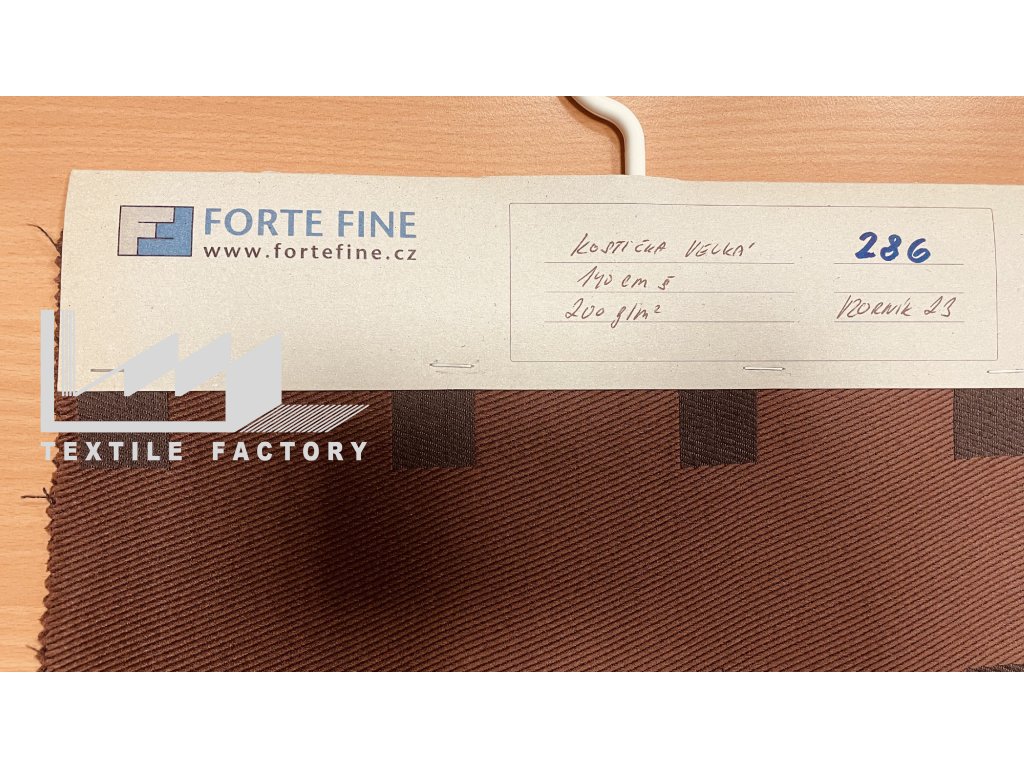 FORTE FINE
www.fortefine.cz
KOSTIČKA VELKÁ
286
140 cm š
200 g/m²
VZORNÍK 23
TEXTILE FACTORY